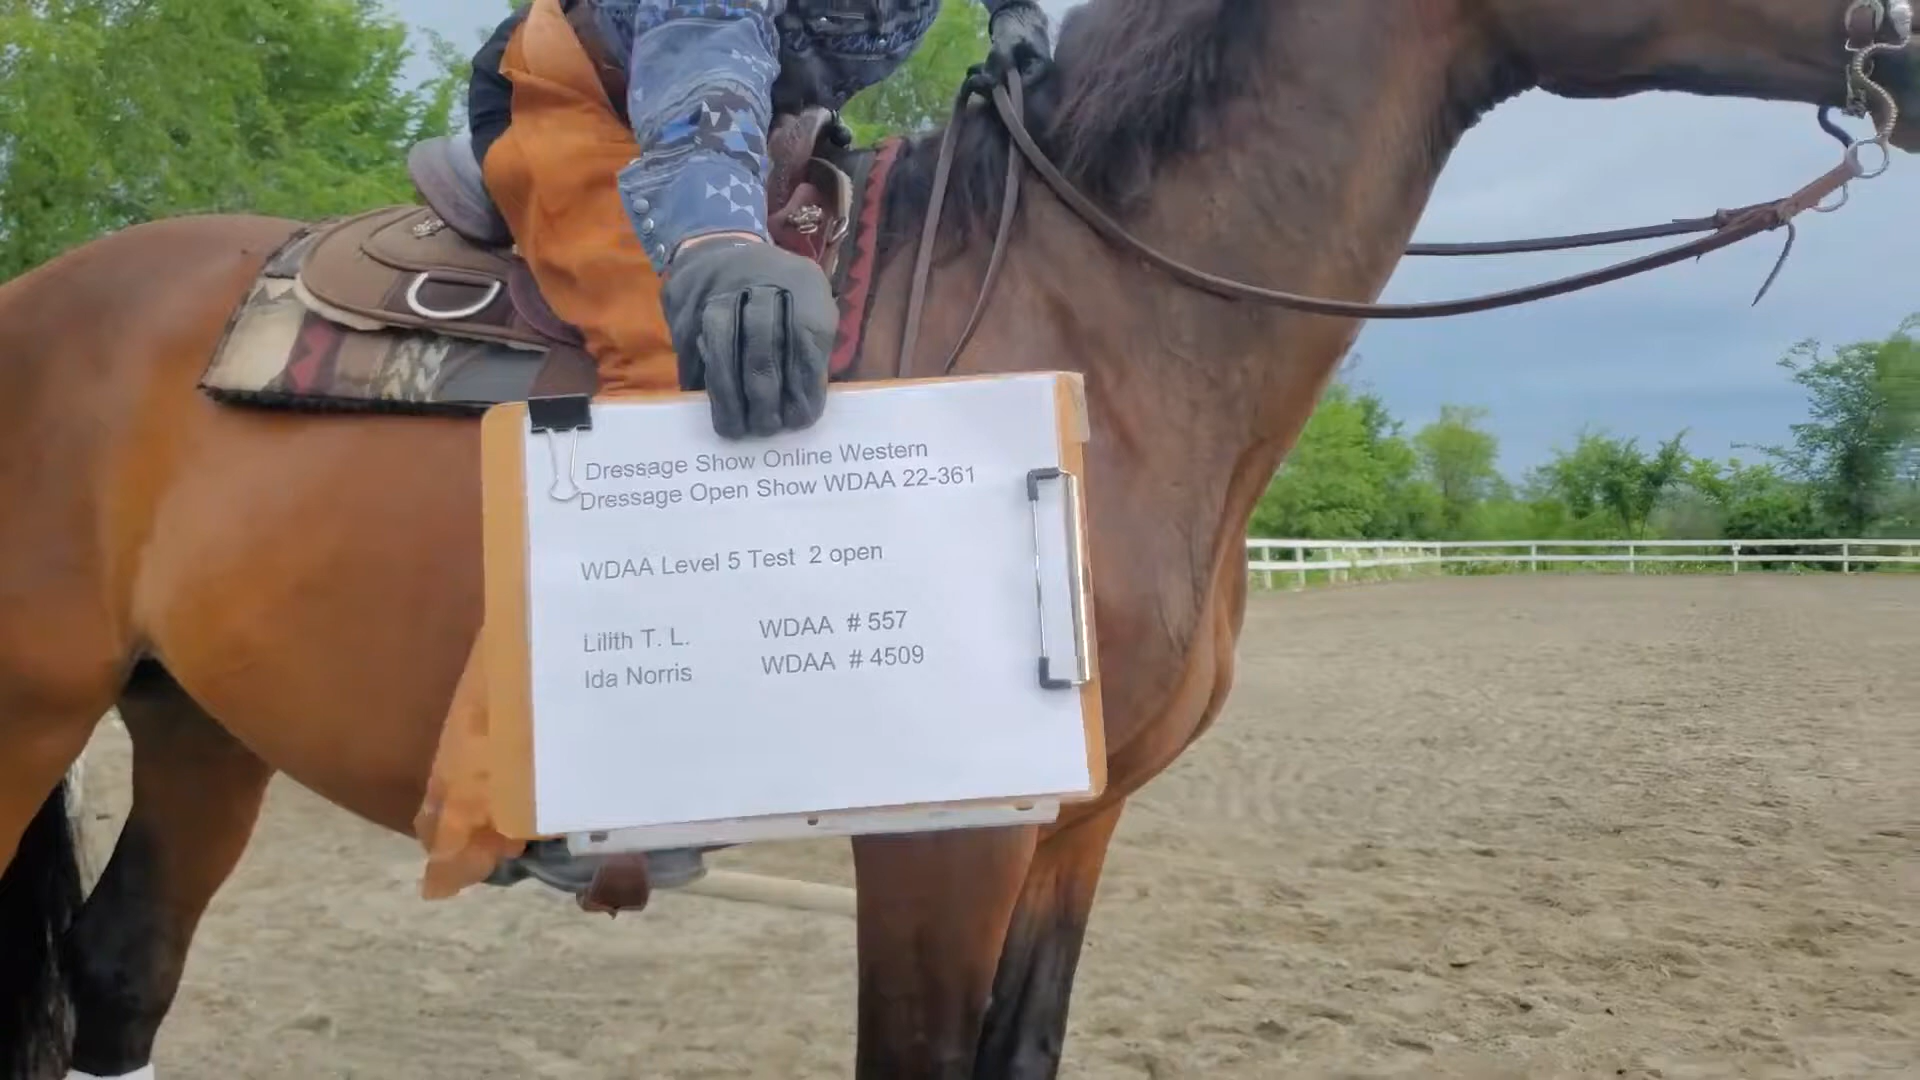 Dressage Show Online Western
Dressage Open Show WDAA 22-361
WDAA Level 5 Test 2 open
Lilith T. L. WDAA # 557
Ida Norris WDAA # 4509